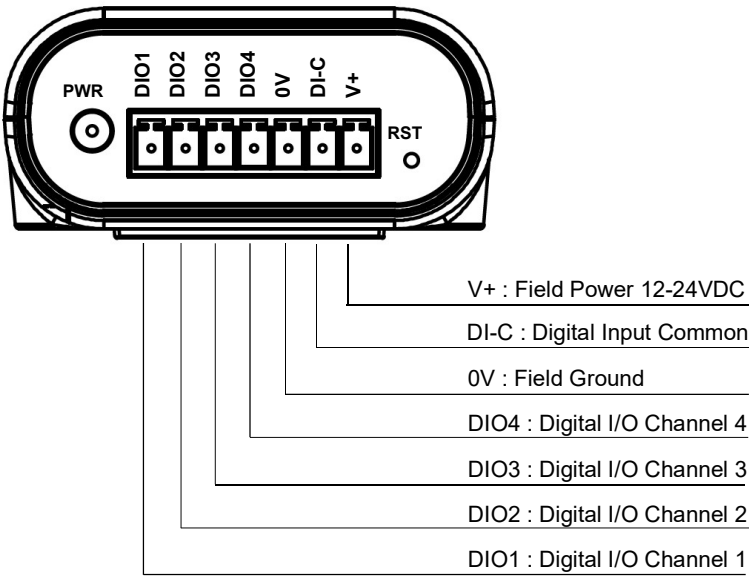 PWR
DIO1
DIO2
DIO3
DIO4
0V
DI-C
V+
RST
V+ : Field Power 12-24VDC
DI-C : Digital Input Common
0V : Field Ground
DIO4 : Digital I/O Channel 4
DIO3 : Digital I/O Channel 3
DIO2 : Digital I/O Channel 2
DIO1 : Digital I/O Channel 1